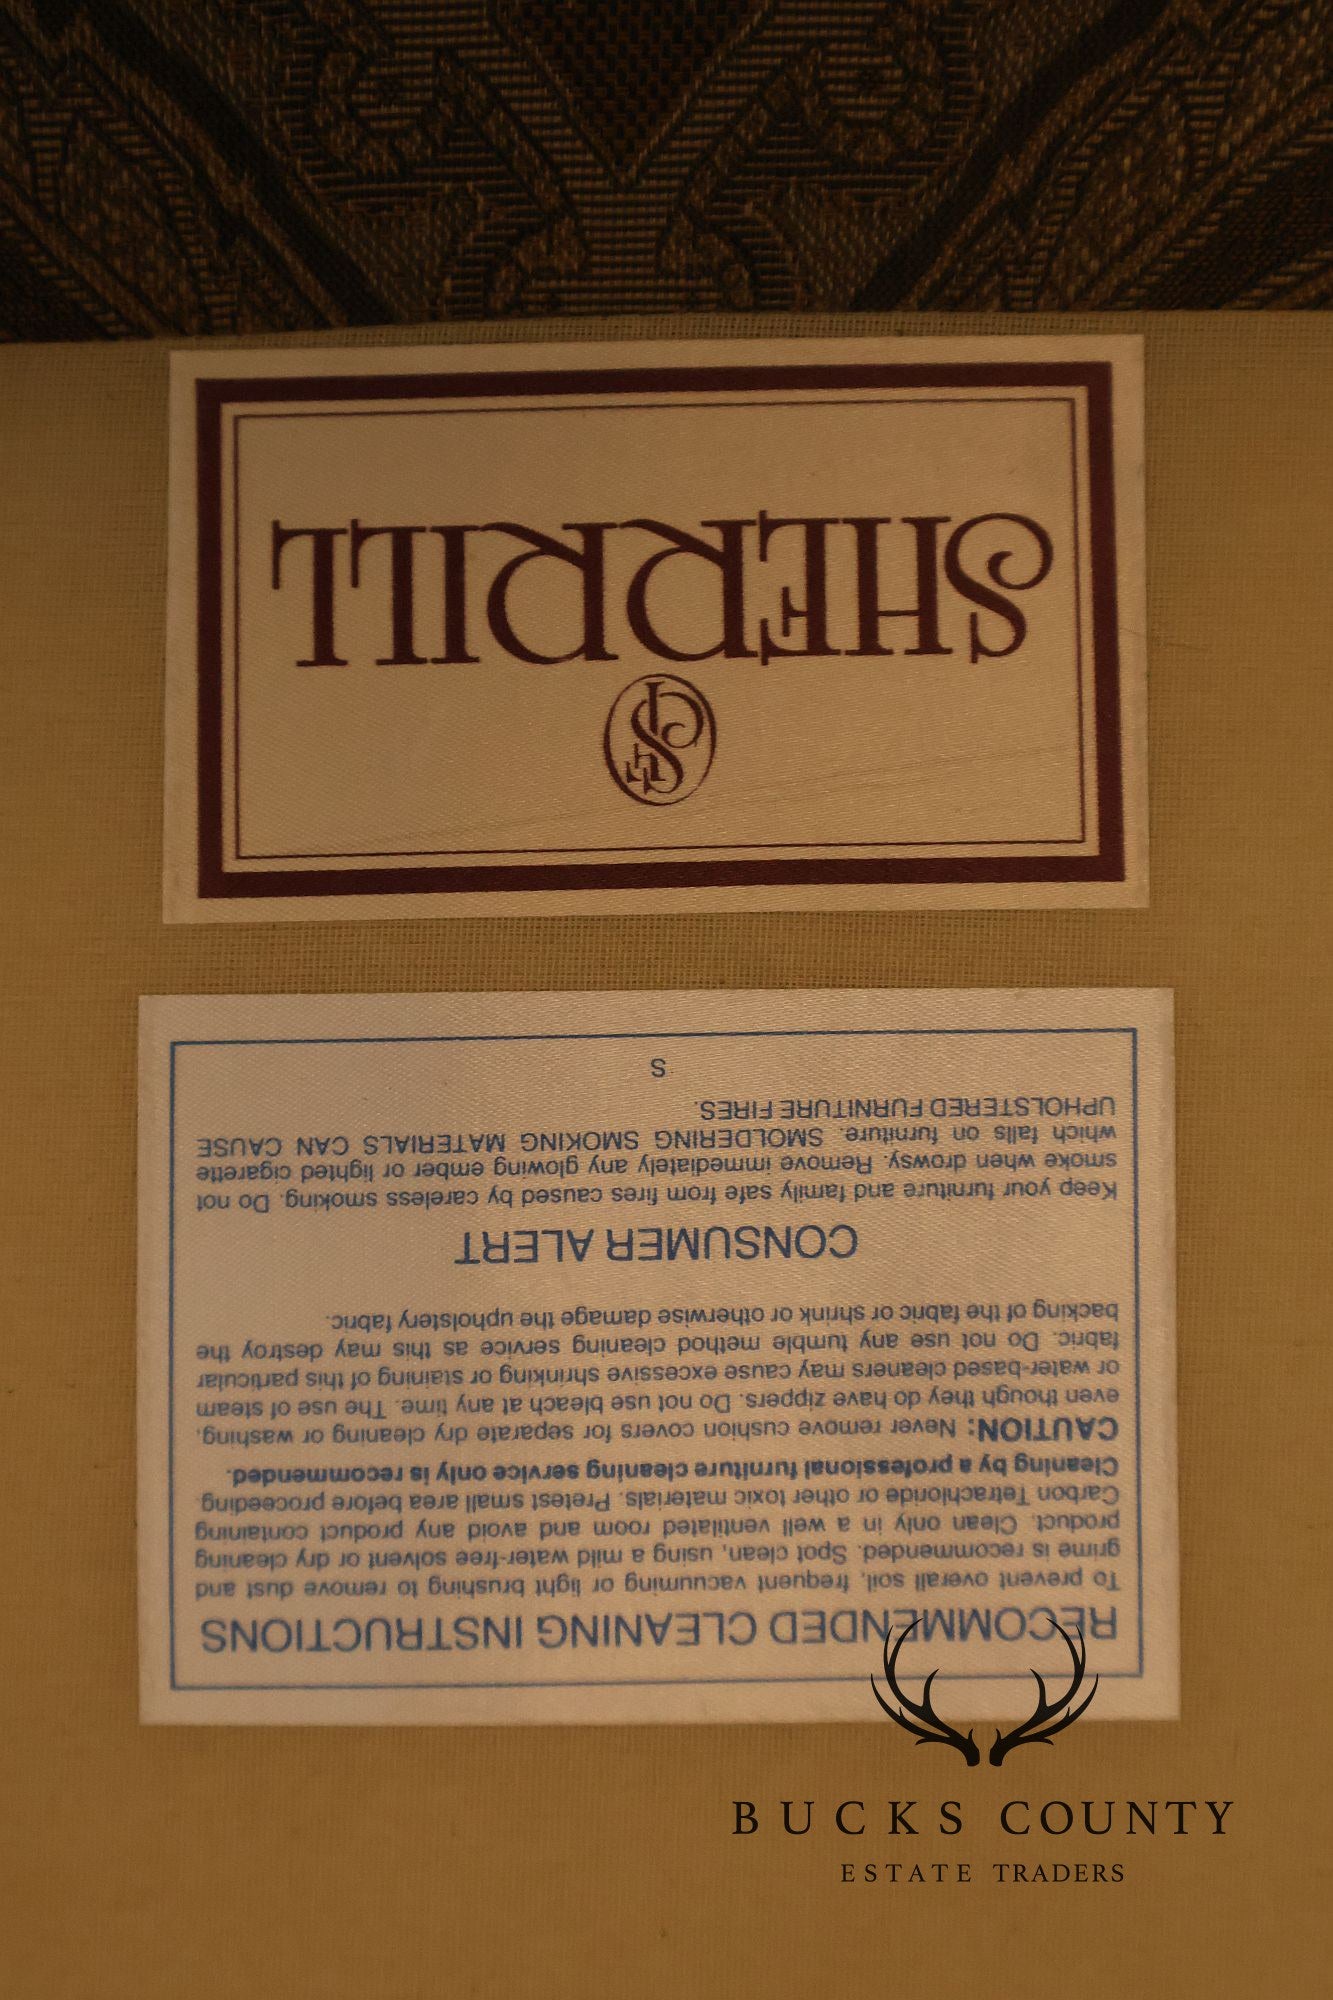 SHERRILL
RECOMMENDED CLEANING INSTRUCTIONS
To prevent overall soil, frequent vacuuming or light brushing to remove dust and
grime is recommended. Spot clean, using a mild water-free solvent or dry cleaning
product. Clean only in a well ventilated room and avoid any product containing
Carbon Tetrachloride or other toxic materials. Pretest small area before proceeding.
Cleaning by a professional furniture cleaning service only is recommended.
CAUTION: Never remove cushion covers for separate dry cleaning or washing,
even though they do have zippers. Do not use bleach at any time. The use of steam
or water-based cleaners may cause excessive shrinking or staining of this particular
fabric. Do not use any tumble method cleaning service as this may destroy the
backing of the fabric or shrink or otherwise damage the upholstery fabric.
CONSUMER ALERT
Keep your furniture and family safe from fires caused by careless smoking. Do not
smoke when drowsy. Remove immediately any glowing ember or lighted cigarette
which falls on furniture. SMOLDERING SMOKING MATERIALS CAN CAUSE
UPHOLSTERED FURNITURE FIRES.
S
BUCKS COUNTY
ESTATE TRADERS